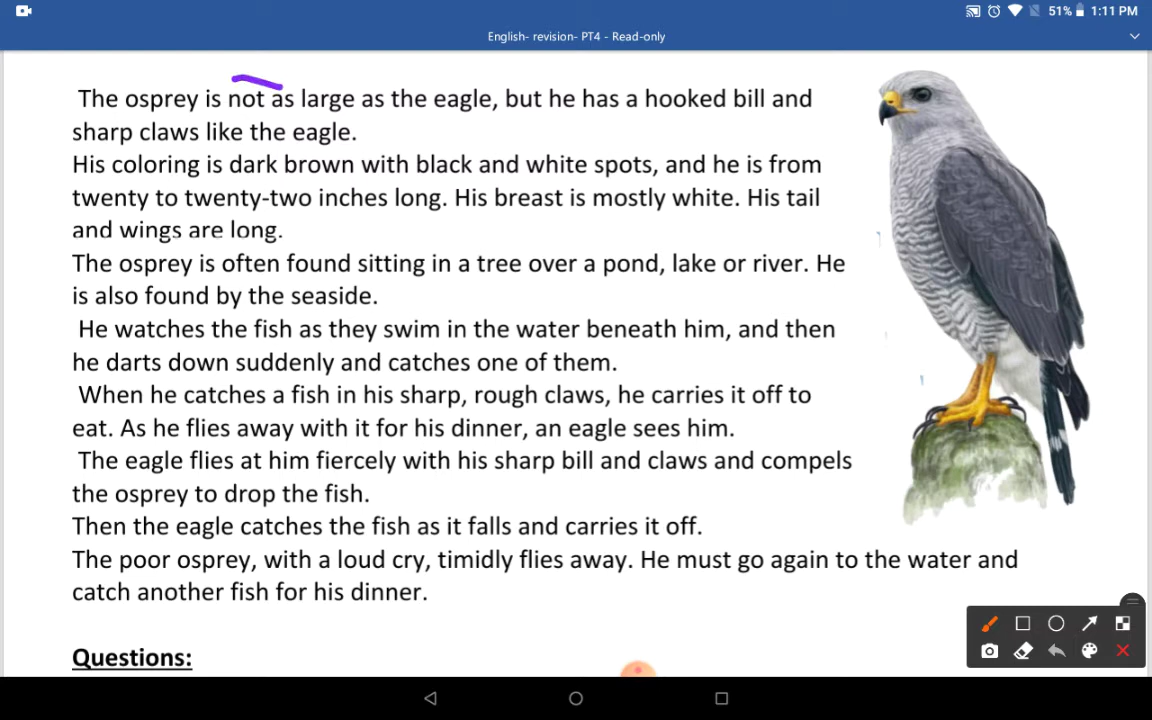 51% 1:11 PM
English- revision- PT4 - Read-only
The osprey is not as large as the eagle, but he has a hooked bill and
sharp claws like the eagle.
His coloring is dark brown with black and white spots, and he is from
twenty to twenty-two inches long. His breast is mostly white. His tail
and wings are long.
The osprey is often found sitting in a tree over a pond, lake or river. He
is also found by the seaside.
He watches the fish as they swim in the water beneath him, and then
he darts down suddenly and catches one of them.
When he catches a fish in his sharp, rough claws, he carries it off to
eat. As he flies away with it for his dinner, an eagle sees him.
The eagle flies at him fiercely with his sharp bill and claws and compels
the osprey to drop the fish.
Then the eagle catches the fish as it falls and carries it off.
The poor osprey, with a loud cry, timidly flies away. He must go again to the water and
catch another fish for his dinner.
Questions: